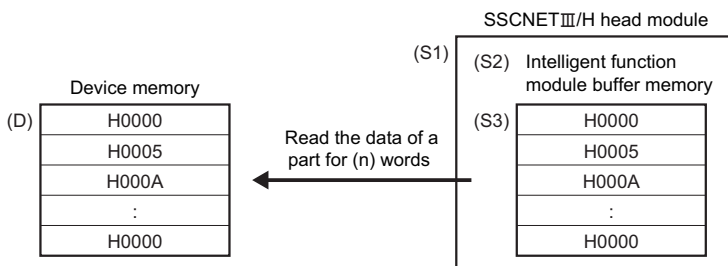 SSCNETⅢ/H head module
(S1)
(S2) Intelligent function
module buffer memory
Device memory
(D) H0000
H0005
H000A
:
H0000
Read the data of a
part for (n) words
(S3) H0000
H0005
H000A
:
H0000